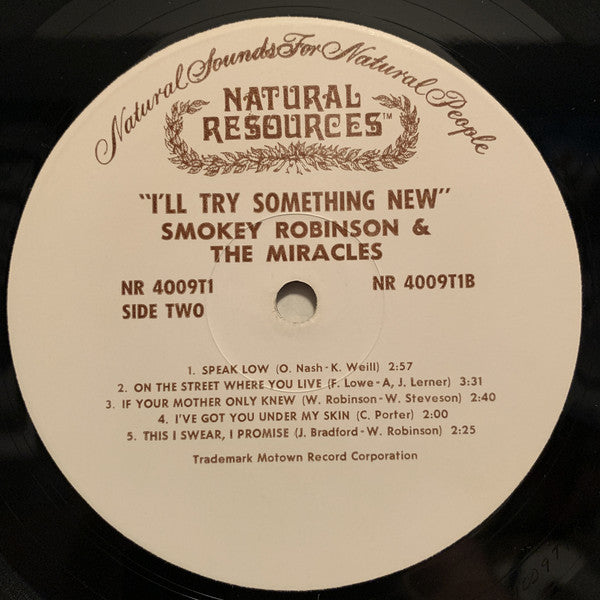 Natural Sounds For Natural People
NATURAL
RESOURCES™
"I'LL TRY SOMETHING NEW"
SMOKEY ROBINSON &
THE MIRACLES
NR 4009T1 NR 4009T1B
SIDE TWO
1. SPEAK LOW (O. Nash - K. Weill) 2:57
2. ON THE STREET WHERE YOU LIVE (F. Lowe - A, J. Lerner) 3:31
3. IF YOUR MOTHER ONLY KNEW (W. Robinson - W. Steveson) 2:40
4. I'VE GOT YOU UNDER MY SKIN (C. Porter) 2:00
5. THIS I SWEAR, I PROMISE (J. Bradford - W. Robinson) 2:25
Trademark Motown Record Corporation